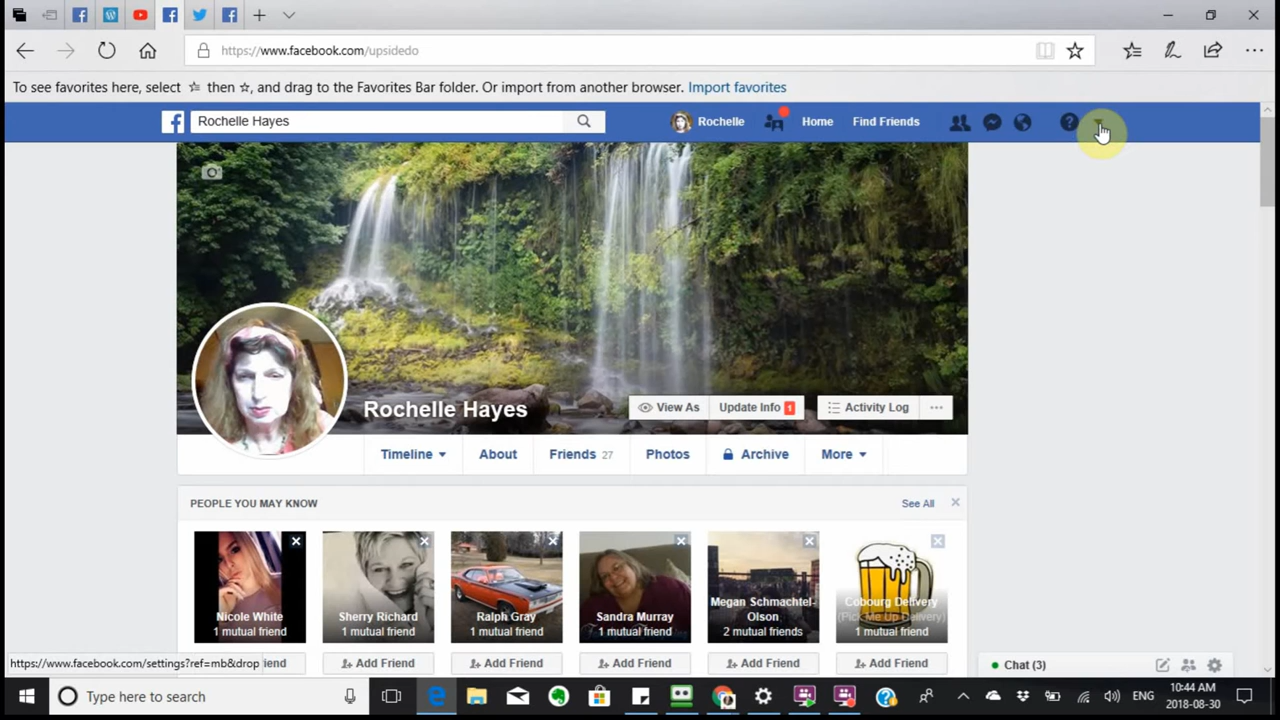 https://www.facebook.com/upsidedo
To see favorites here, select ☆ then ☆, and drag to the Favorites Bar folder. Or import from another browser. Import favorites
Rochelle Hayes
Rochelle
Home
Find Friends
Rochelle Hayes
View As
Update Info 1
Activity Log
Timeline
About
Friends 27
Photos
Archive
More
PEOPLE YOU MAY KNOW
See All
Nicole White
1 mutual friend
Sherry Richard
1 mutual friend
Ralph Gray
1 mutual friend
Sandra Murray
1 mutual friend
Megan Schmachtel-
Olson
2 mutual friends
Cobourg Delivery
(Pick Me Up Delivery)
1 mutual friend
https://www.facebook.com/settings?ref=mb&drop
iend
Add Friend
Add Friend
Add Friend
Add Friend
Add Friend
Chat (3)
Type here to search
ENG
10:44 AM
2018-08-30